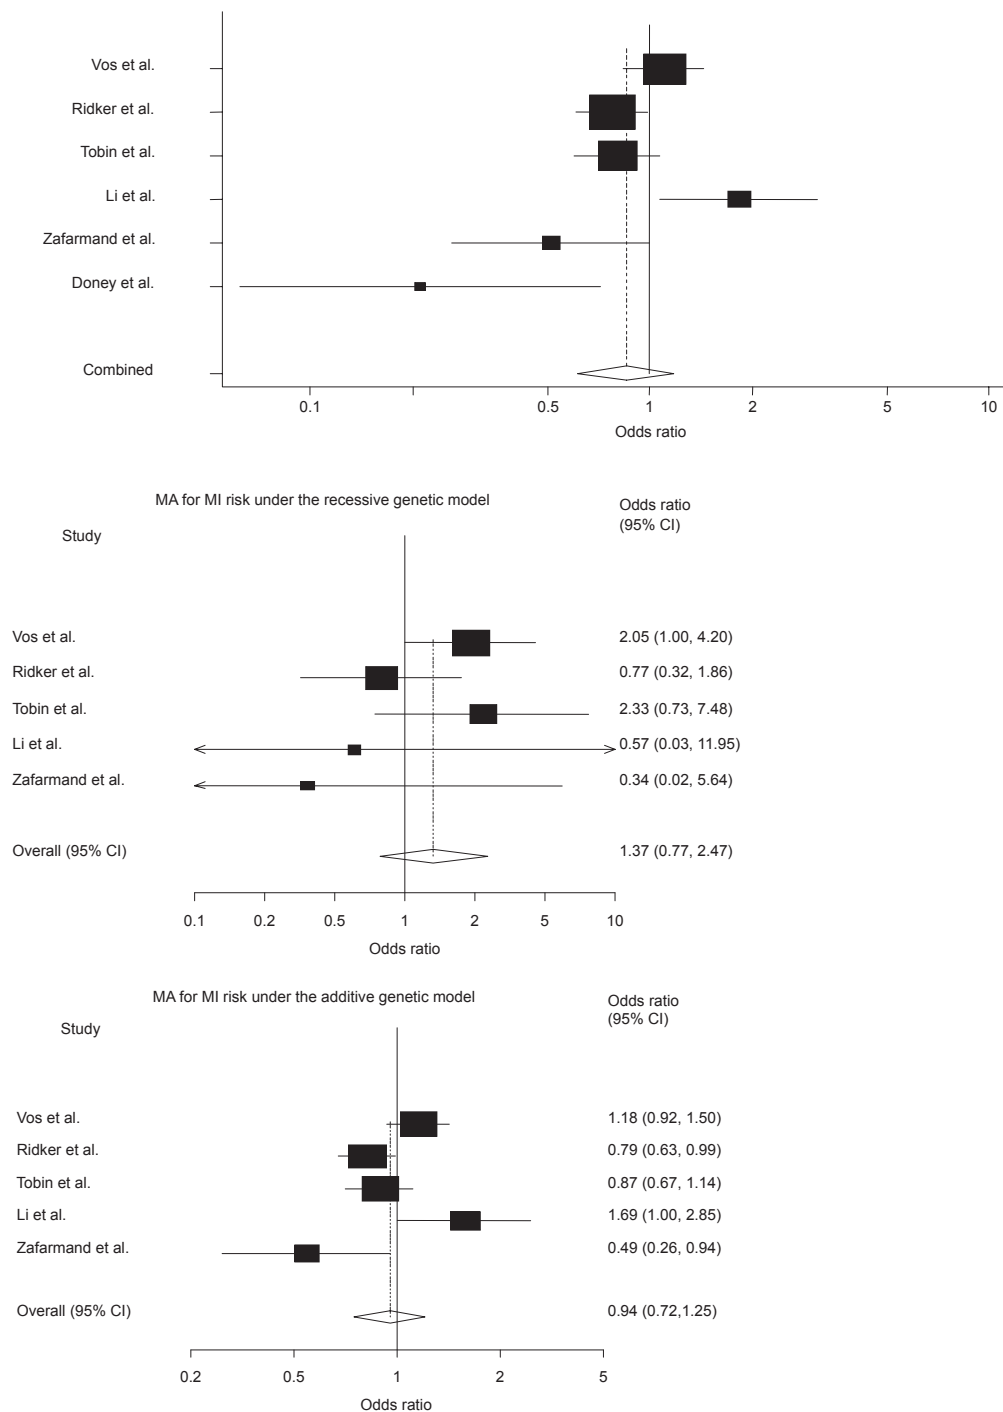 Vos et al.
Ridker et al.
Tobin et al.
Li et al.
Zafarmand et al.
Doney et al.
Combined
0.1 0.5 1 2 5 10
Odds ratio
MA for MI risk under the recessive genetic model
Odds ratio
(95% CI)
Study
Vos et al. 2.05 (1.00, 4.20)
Ridker et al. 0.77 (0.32, 1.86)
Tobin et al. 2.33 (0.73, 7.48)
Li et al. 0.57 (0.03, 11.95)
Zafarmand et al. 0.34 (0.02, 5.64)
Overall (95% CI) 1.37 (0.77, 2.47)
0.1 0.2 0.5 1 2 5 10
Odds ratio
MA for MI risk under the additive genetic model
Odds ratio
(95% CI)
Study
Vos et al. 1.18 (0.92, 1.50)
Ridker et al. 0.79 (0.63, 0.99)
Tobin et al. 0.87 (0.67, 1.14)
Li et al. 1.69 (1.00, 2.85)
Zafarmand et al. 0.49 (0.26, 0.94)
Overall (95% CI) 0.94 (0.72,1.25)
0.2 0.5 1 2 5
Odds ratio